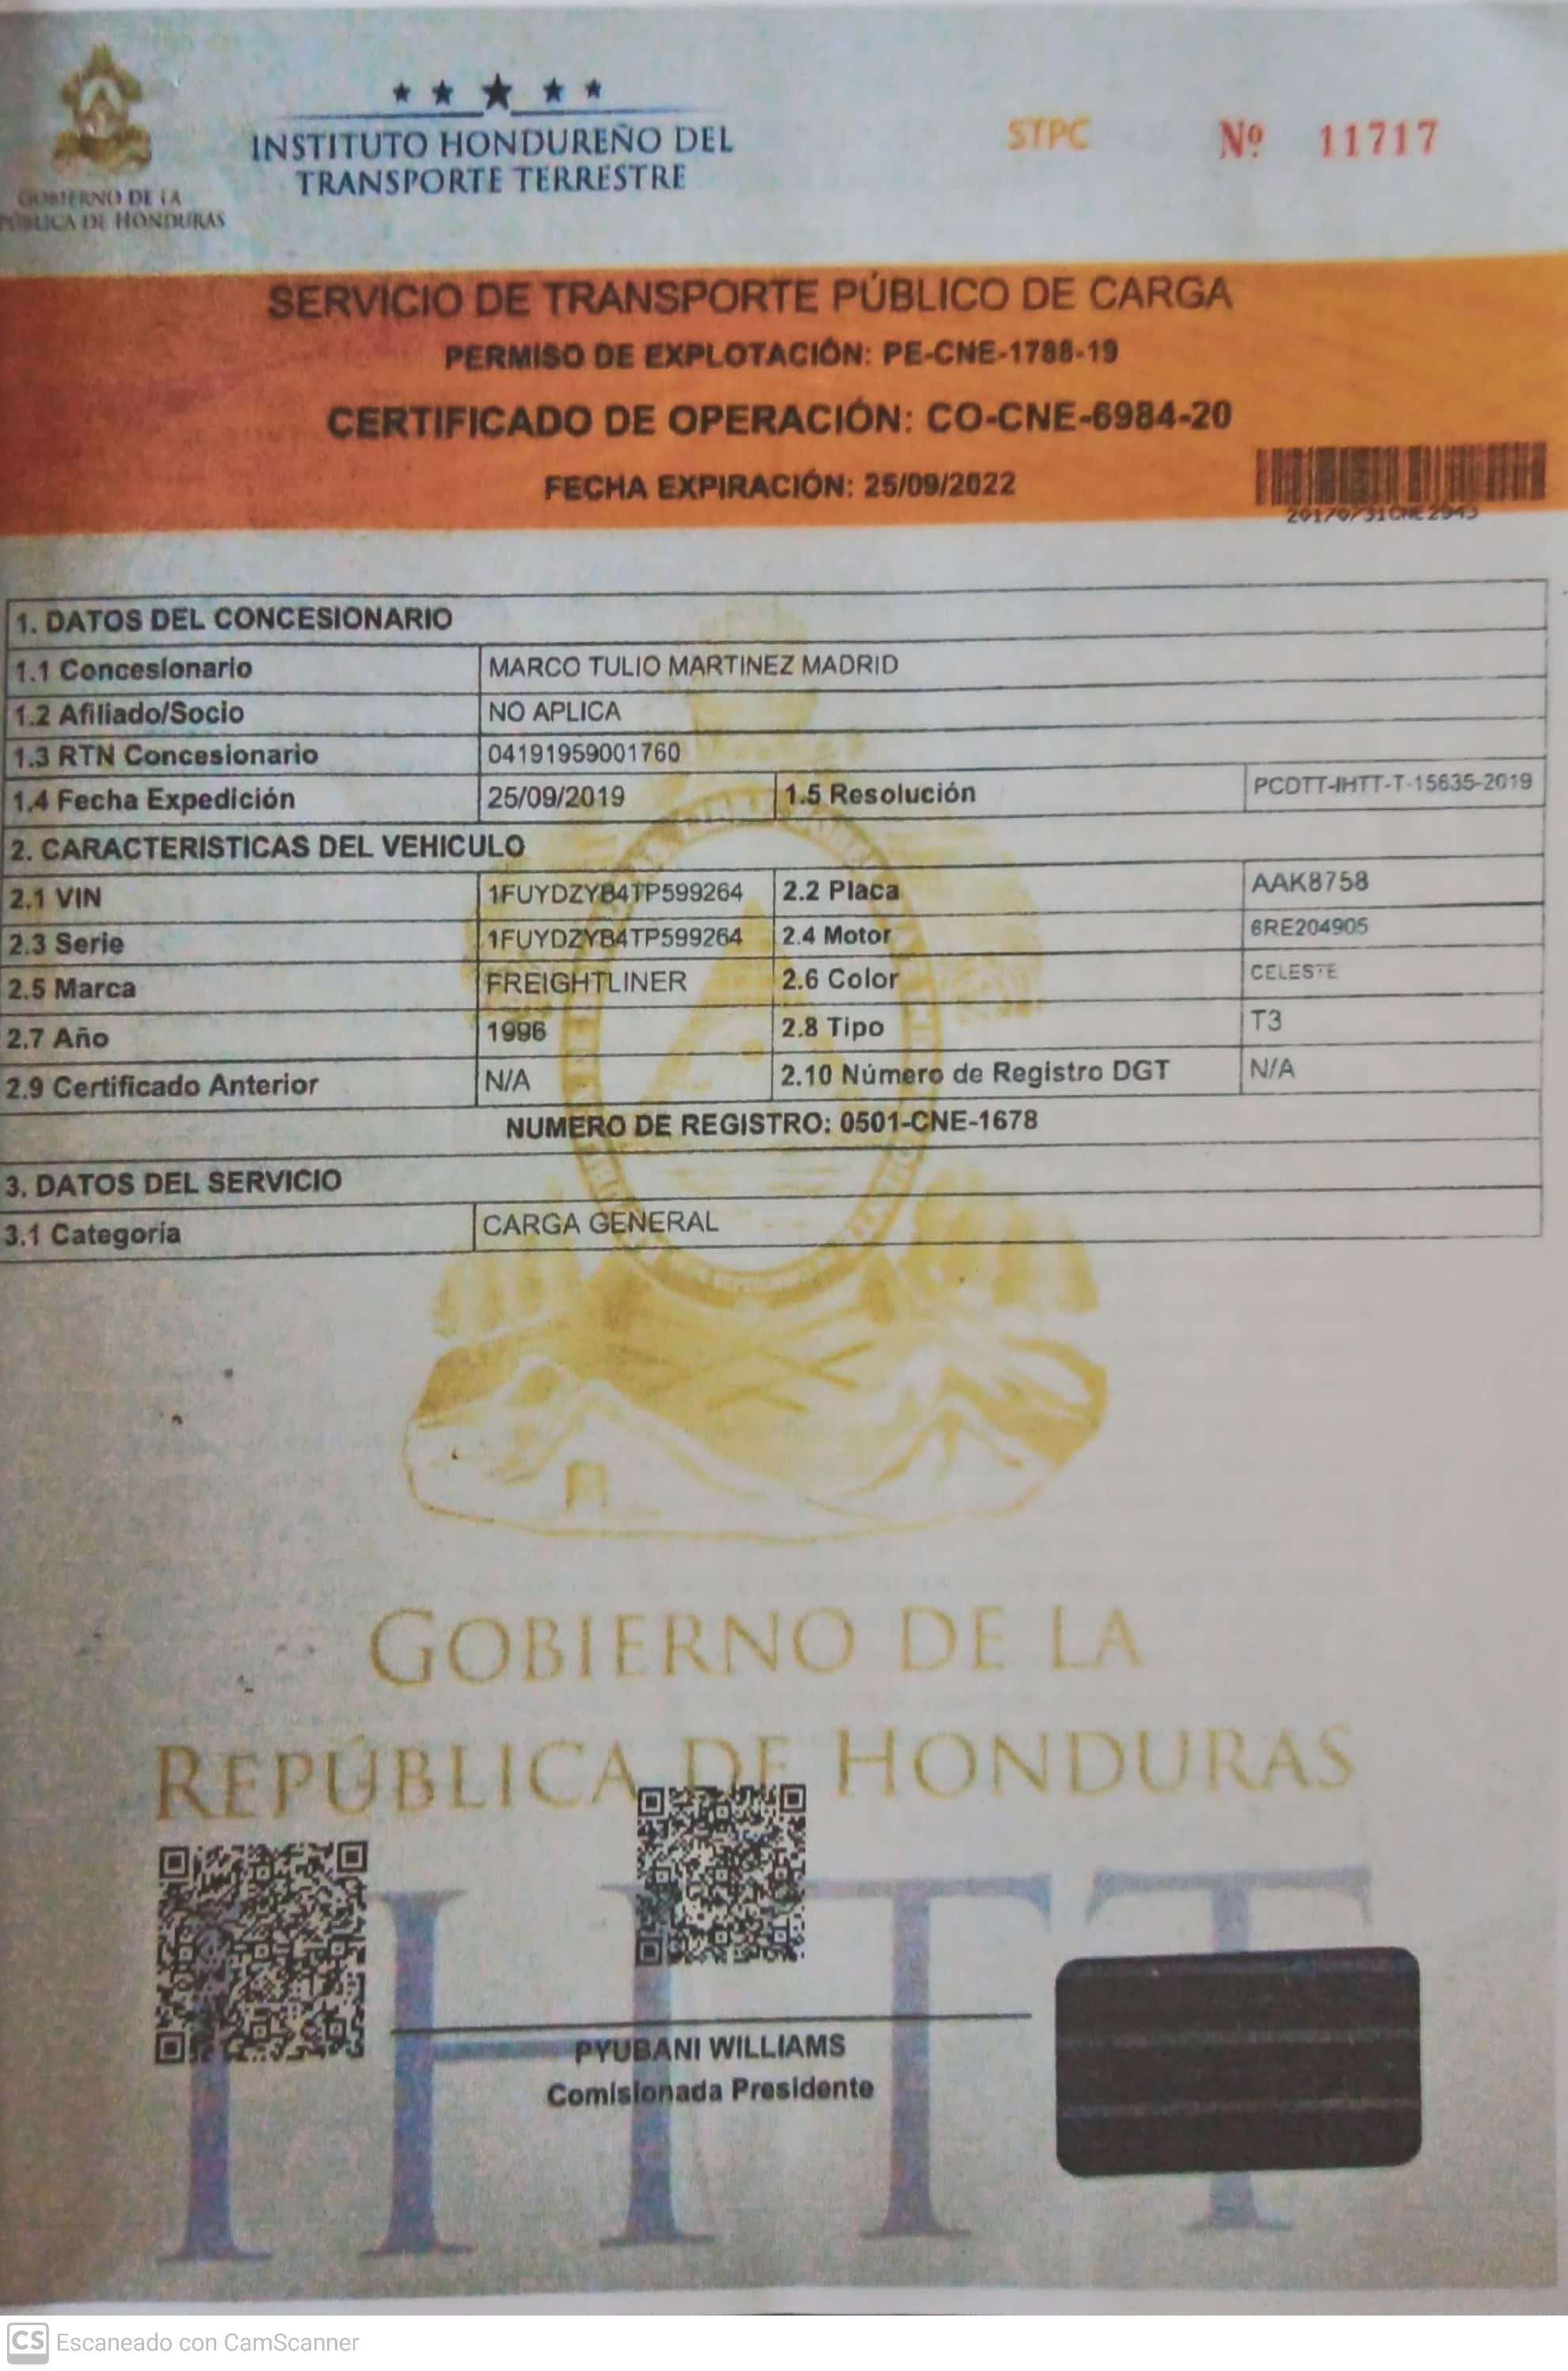 ★ ★ ★ ★ ★
INSTITUTO HONDUREÑO DEL
TRANSPORTE TERRESTRE
STPC
Nº 11717
GOBIERNO DE LA
REPÚBLICA DE HONDURAS
SERVICIO DE TRANSPORTE PÚBLICO DE CARGA
PERMISO DE EXPLOTACIÓN: PE-CNE-1788-19
CERTIFICADO DE OPERACIÓN: CO-CNE-6984-20
FECHA EXPIRACIÓN: 25/09/2022
1. DATOS DEL CONCESIONARIO
1.1 Concesionario MARCO TULIO MARTINEZ MADRID
1.2 Afiliado/Socio NO APLICA
1.3 RTN Concesionario 04191959001760
1.4 Fecha Expedición 25/09/2019 1.5 Resolución PCOTT-IHTT-T-15635-2019
2. CARACTERISTICAS DEL VEHICULO
2.1 VIN 1FUYDZYB4TP599264 2.2 Placa AAK8758
2.3 Serie 1FUYDZYB4TP599264 2.4 Motor 6RE204905
2.5 Marca FREIGHTLINER 2.6 Color CELESTE
2.7 Año 1996 2.8 Tipo T3
2.9 Certificado Anterior N/A 2.10 Número de Registro DGT N/A
NUMERO DE REGISTRO: 0501-CNE-1678
3. DATOS DEL SERVICIO
3.1 Categoría CARGA GENERAL
GOBIERNO DE LA
REPÚBLICA DE HONDURAS
IHTT
PYUBANI WILLIAMS
Comisionada Presidente
CS Escaneado con CamScanner